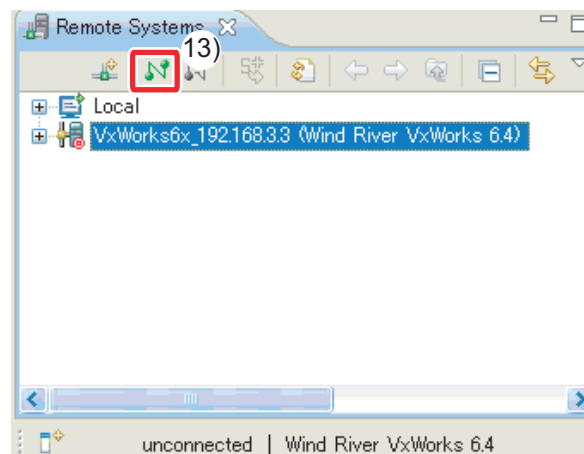 Remote Systems
13)
Local
VxWorks6x_192.168.3.3 (Wind River VxWorks 6.4)
unconnected | Wind River VxWorks 6.4